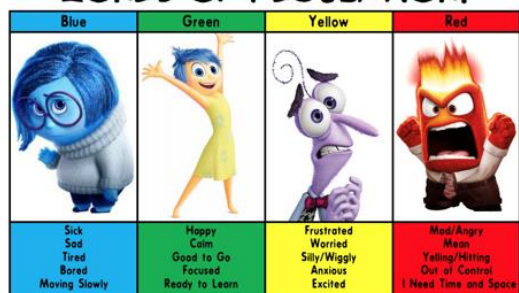 Blue Green Yellow Red
Sick Happy Frustrated Mad/Angry
Sad Calm Worried Mean
Tired Good to Go Silly/Wiggly Yelling/Hitting
Bored Focused Anxious Out of Control
Moving Slowly Ready to Learn Excited I Need Time and Space